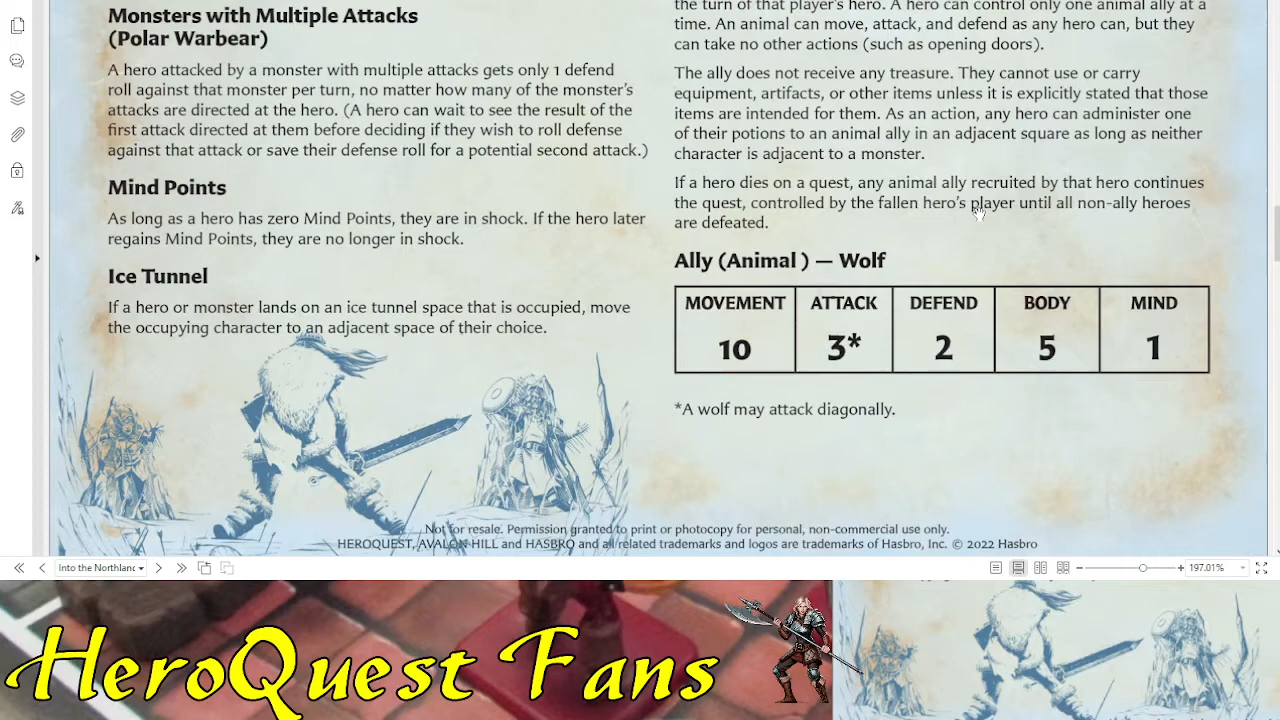 Monsters with Multiple Attacks
(Polar Warbear)
A hero attacked by a monster with multiple attacks gets only 1 defend
roll against that monster per turn, no matter how many of the monster's
attacks are directed at the hero. (A hero can wait to see the result of the
first attack directed at them before deciding if they wish to roll defense
against that attack or save their defense roll for a potential second attack.)
Mind Points
As long as a hero has zero Mind Points, they are in shock. If the hero later
regains Mind Points, they are no longer in shock.
Ice Tunnel
If a hero or monster lands on an ice tunnel space that is occupied, move
the occupying character to an adjacent space of their choice.
the turn of that player's hero. A hero can control only one animal ally at a
time. An animal can move, attack, and defend as any hero can, but they
can take no other actions (such as opening doors).
The ally does not receive any treasure. They cannot use or carry
equipment, artifacts, or other items unless it is explicitly stated that those
items are intended for them. As an action, any hero can administer one
of their potions to an animal ally in an adjacent square as long as neither
character is adjacent to a monster.
If a hero dies on a quest, any animal ally recruited by that hero continues
the quest, controlled by the fallen hero's player until all non-ally heroes
are defeated.
Ally (Animal ) — Wolf
MOVEMENT ATTACK DEFEND BODY MIND
10 3* 2 5 1
*A wolf may attack diagonally.
Not for resale. Permission granted to print or photocopy for personal, non-commercial use only.
HEROQUEST, AVALON HILL and HASBRO and all related trademarks and logos are trademarks of Hasbro, Inc. © 2022 Hasbro
Into the Northlanc
197.01%
HeroQuest Fans